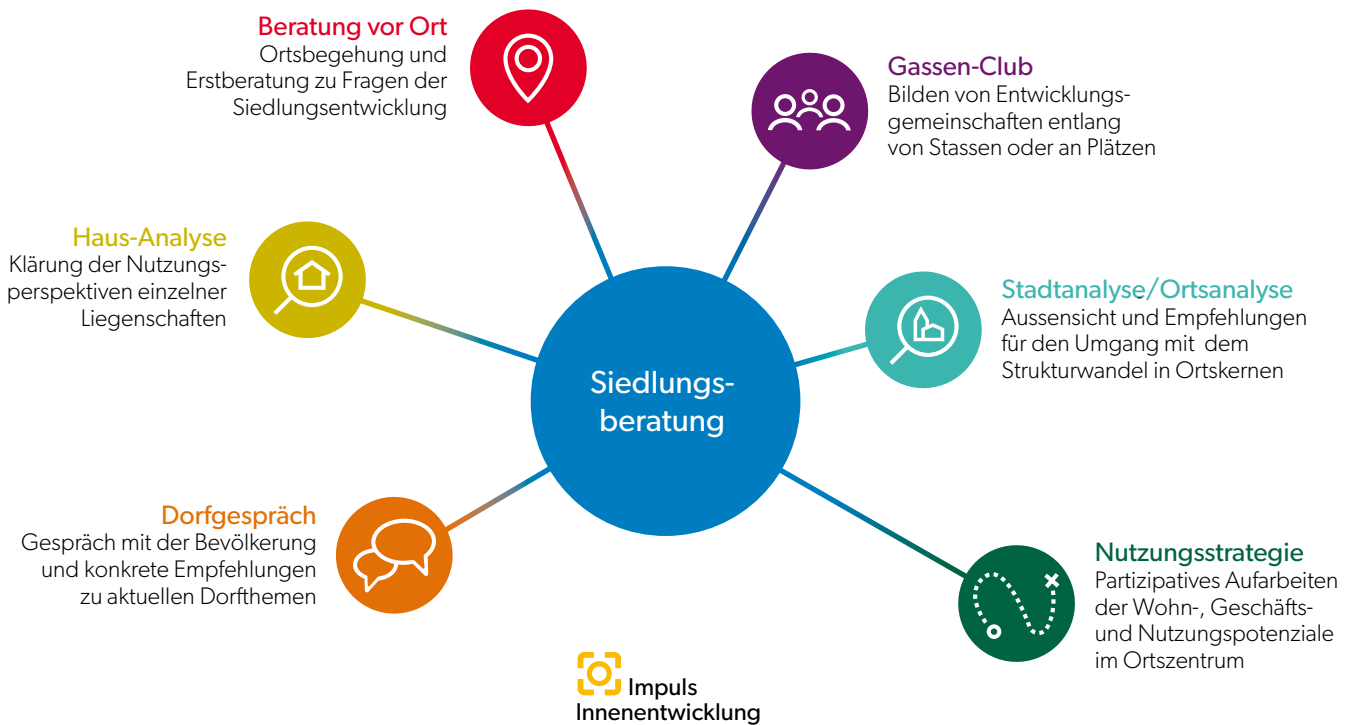 Beratung vor Ort
Ortsbegehung und
Erstberatung zu Fragen der
Siedlungsentwicklung
Gassen-Club
Bilden von Entwicklungs-
gemeinschaften entlang
von Stassen oder an Plätzen
Haus-Analyse
Klärung der Nutzungs-
perspektiven einzelner
Liegenschaften
Stadtanalyse/Ortsanalyse
Aussensicht und Empfehlungen
für den Umgang mit dem
Strukturwandel in Ortskernen
Siedlungs-
beratung
Dorfgespräch
Gespräch mit der Bevölkerung
und konkrete Empfehlungen
zu aktuellen Dorfthemen
Nutzungsstrategie
Partizipatives Aufarbeiten
der Wohn-, Geschäfts-
und Nutzungspotenziale
im Ortszentrum
Impuls
Innenentwicklung